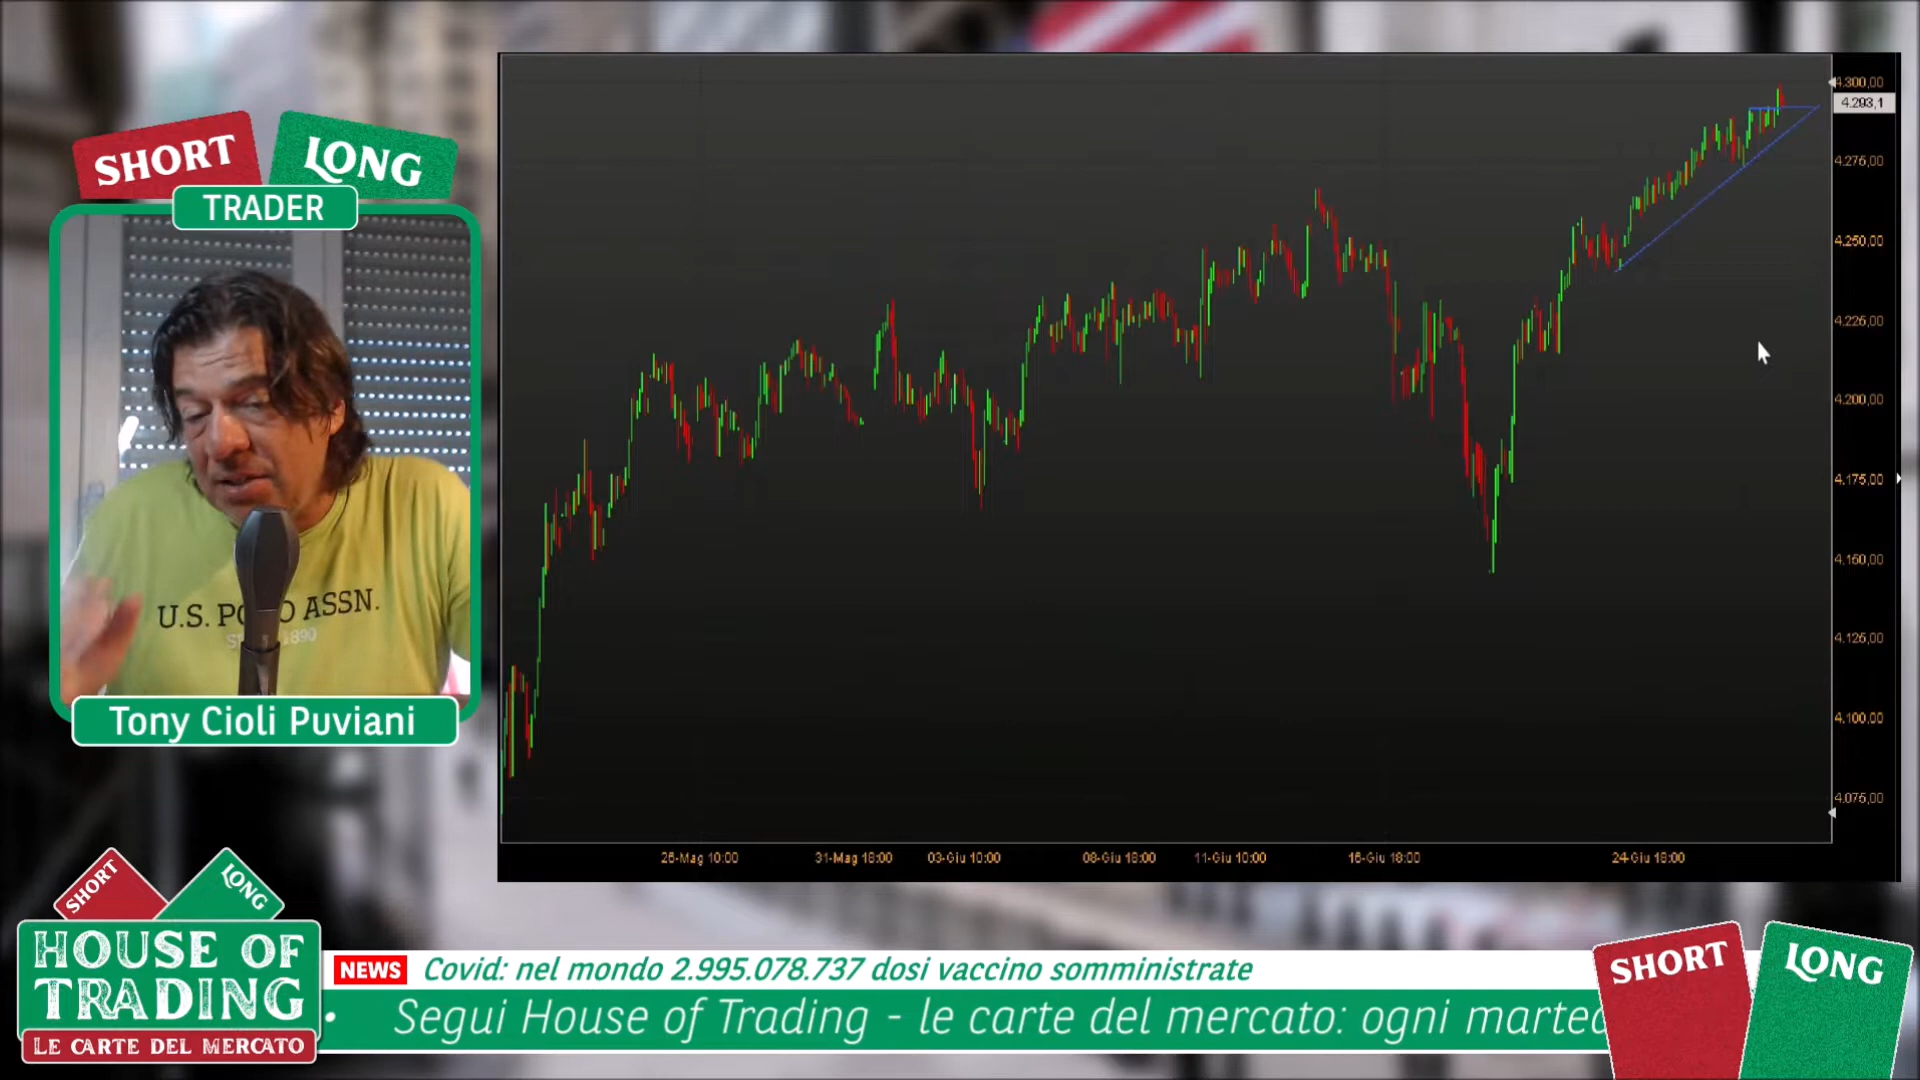 SHORT
LONG
TRADER
U.S. PO O ASSN.
1890
Tony Cioli Puviani
4.300,00
4.293,1
4.275,00
4.250,00
4.225,00
4.200,00
4.175,00
4.150,00
4.125,00
4.100,00
4.075,00
26-Mag 10:00
31-Mag 18:00
03-Giu 10:00
08-Giu 18:00
11-Giu 10:00
16-Giu 18:00
24-Giu 18:00
SHORT
LONG
HOUSE OF
TRADING
LE CARTE DEL MERCATO
NEWS Covid: nel mondo 2.995.078.737 dosi vaccino somministrate
• Segui House of Trading - le carte del mercato: ogni marted
SHORT
LONG